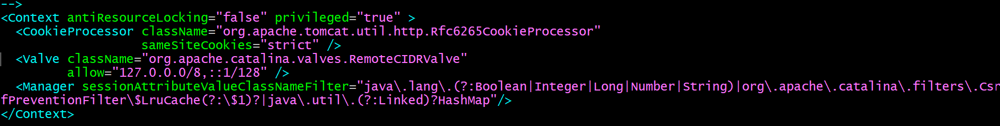 -->
<Context antiResourceLocking="false" privileged="true" >
  <CookieProcessor className="org.apache.tomcat.util.http.Rfc6265CookieProcessor"
                   sameSiteCookies="strict" />
  <Valve className="org.apache.catalina.valves.RemoteCIDRValve"
         allow="127.0.0.0/8,::1/128" />
  <Manager sessionAttributeValueClassNameFilter="java\.lang\.(?:Boolean|Integer|Long|Number|String)|org\.apache\.catalina\.filters\.Csr
fPreventionFilter\$LruCache(?:\$1)?|java\.util\.(?:Linked)?HashMap"/>
</Context>